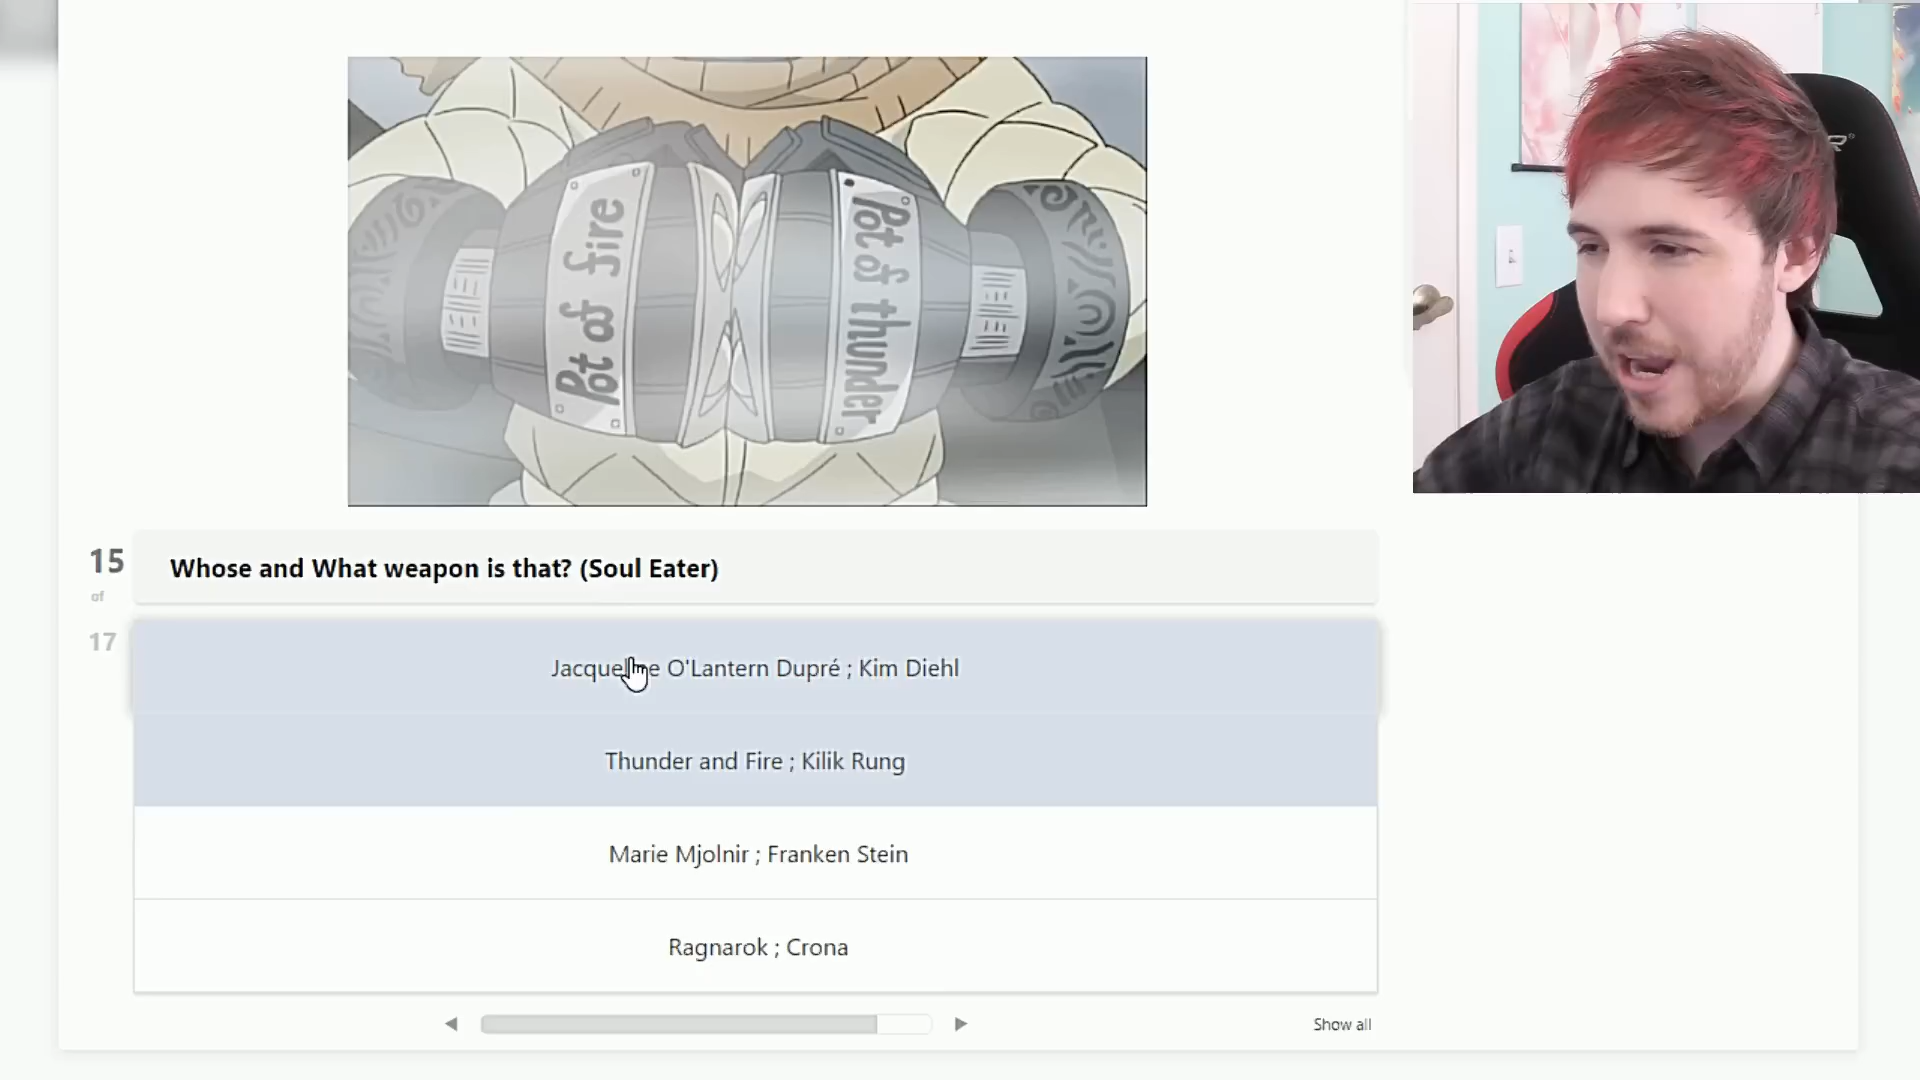 Pot of fire
Pot of thunder
R
15
of
17
Whose and What weapon is that? (Soul Eater)
Jacqueline O'Lantern Dupré ; Kim Diehl
Thunder and Fire ; Kilik Rung
Marie Mjolnir ; Franken Stein
Ragnarok ; Crona
Show all